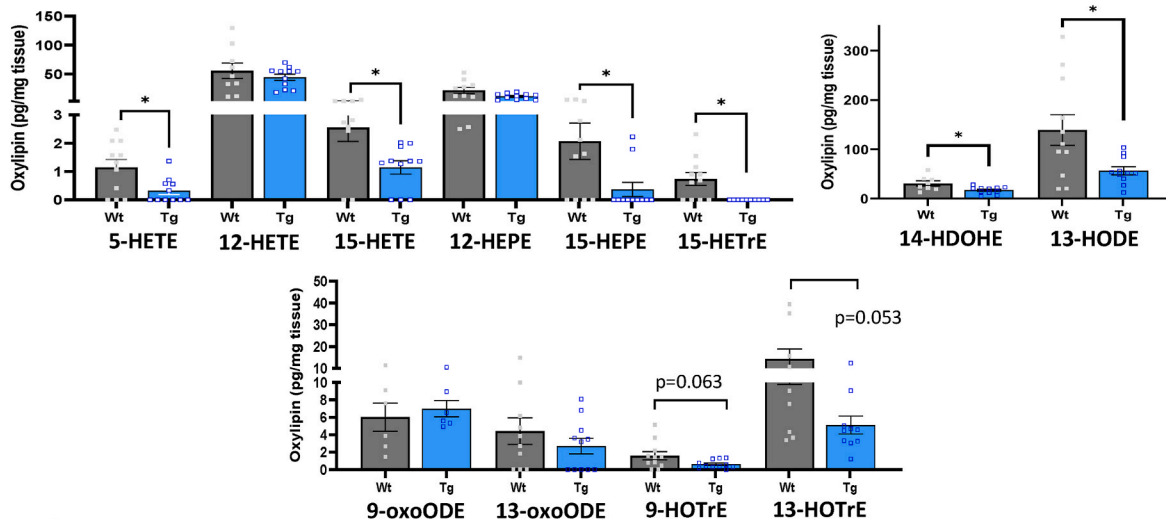 Oxylipin (pg/mg tissue)
150
100
50
3
2
1
0
*
*
*
*
Wt Tg Wt Tg Wt Tg Wt Tg Wt Tg Wt Tg
5-HETE 12-HETE 15-HETE 12-HEPE 15-HEPE 15-HETrE
Oxylipin (pg/mg tissue)
300
200
100
0
*
*
Wt Tg Wt Tg
14-HDOHE 13-HODE
Oxylipin (pg/mg tissue)
50
40
30
20
10
8
6
4
2
0
p=0.063
p=0.053
Wt Tg Wt Tg Wt Tg Wt Tg
9-oxoODE 13-oxoODE 9-HOTrE 13-HOTrE